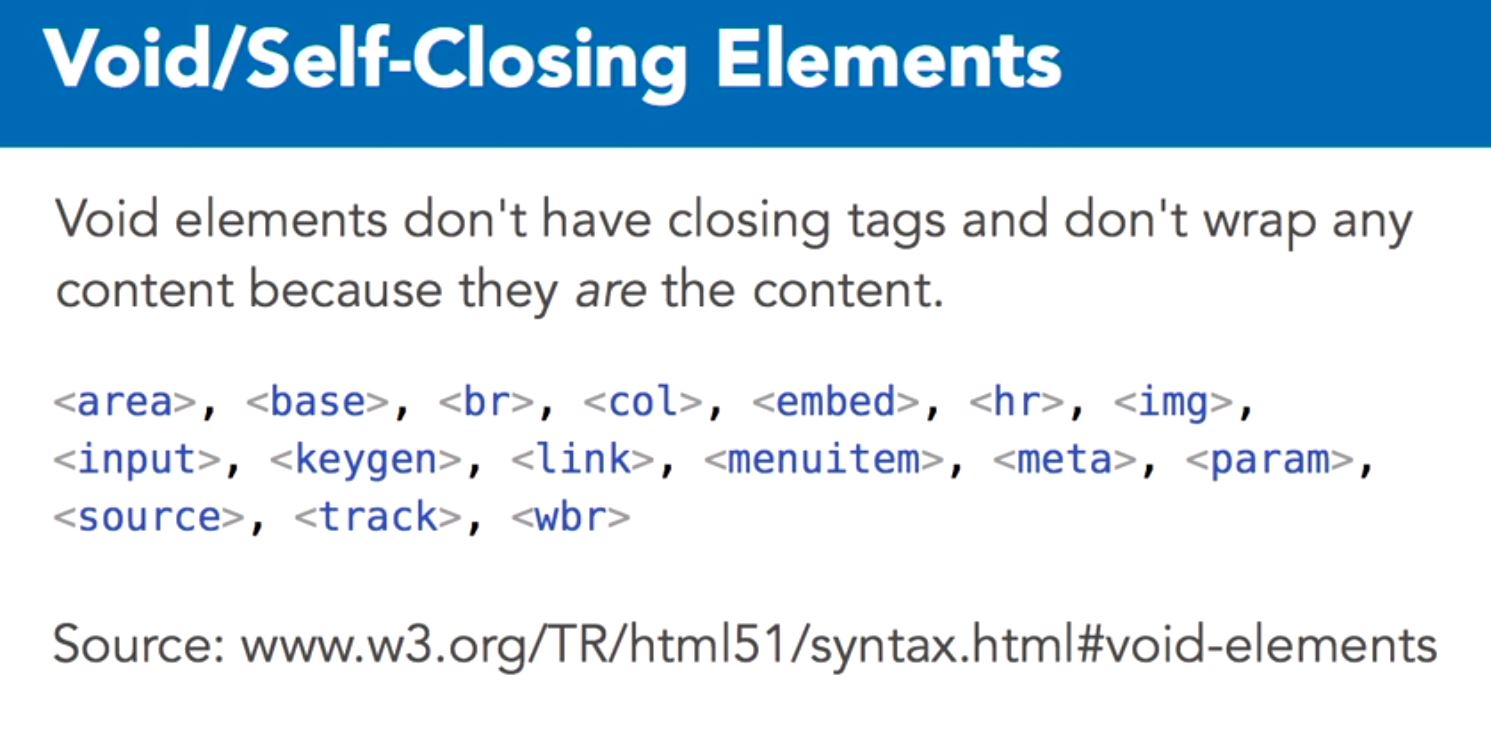 Void/Self-Closing Elements
Void elements don't have closing tags and don't wrap any
content because they are the content.
<area>, <base>, <br>, <col>, <embed>, <hr>, <img>,
<input>, <keygen>, <link>, <menuitem>, <meta>, <param>,
<source>, <track>, <wbr>
Source: www.w3.org/TR/html51/syntax.html#void-elements